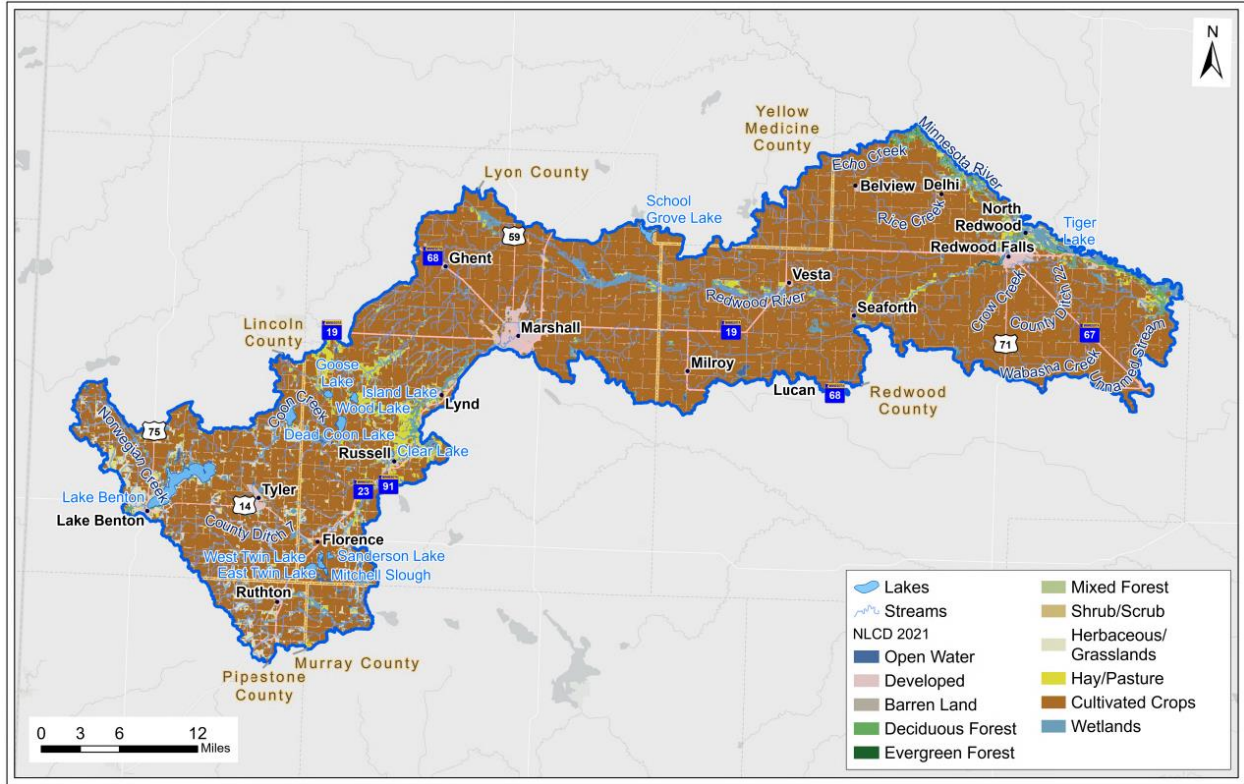 N
Yellow
Medicine
County
Minnesota River
Echo Creek
Belview
Delhi
Lyon County
School
Grove Lake
Rice Creek
North
Redwood
Tiger
Lake
59
Redwood Falls
68
Ghent
Vesta
Redwood River
Crow Creek
County Ditch 22
Seaforth
Lincoln
County
19
Marshall
19
67
71
Goose
Lake
Milroy
Wabasha Creek
Unnamed Stream
Island Lake
Wood Lake
Lynd
Lucan
68
Redwood
County
Coon Creek
Norwegian Creek
75
Dead Coon Lake
Russell
Clear Lake
Lake Benton
Tyler
23
91
14
Lake Benton
County Ditch 7
Florence
West Twin Lake
Sanderson Lake
East Twin Lake
Mitchell Slough
Ruthton
Murray County
Pipestone
County
0 3 6 12
Miles
Lakes
Streams
NLCD 2021
Open Water
Developed
Barren Land
Deciduous Forest
Evergreen Forest
Mixed Forest
Shrub/Scrub
Herbaceous/
Grasslands
Hay/Pasture
Cultivated Crops
Wetlands